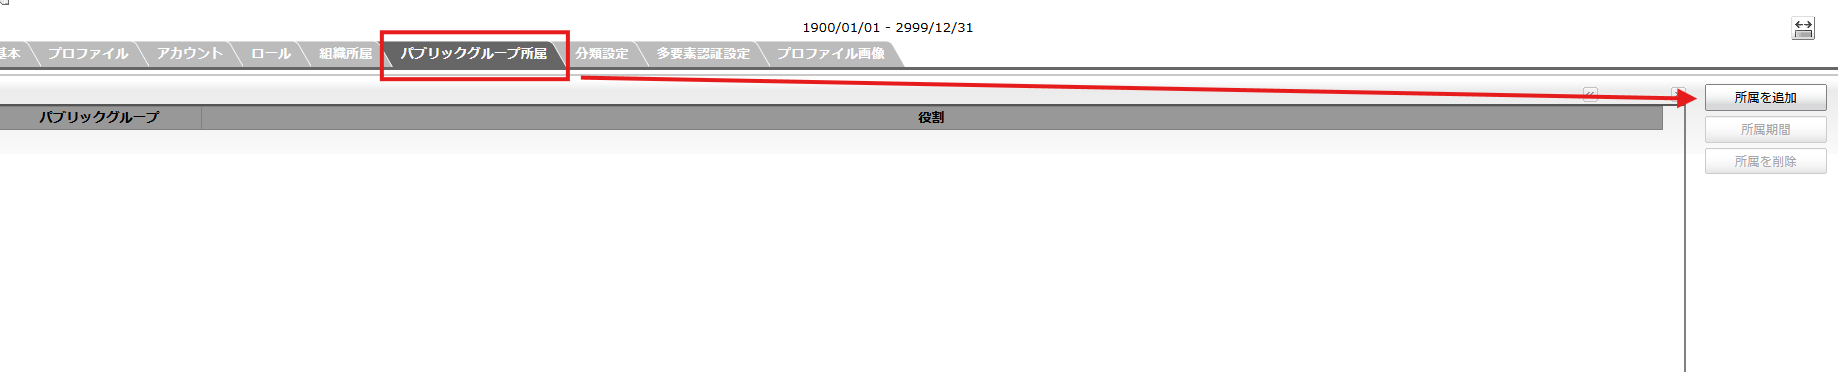 1900/01/01 - 2999/12/31
基本 プロファイル アカウント ロール 組織所属 パブリックグループ所属 分類設定 多要素認証設定 プロファイル画像
所属を追加
パブリックグループ 役割
所属期間
所属を削除